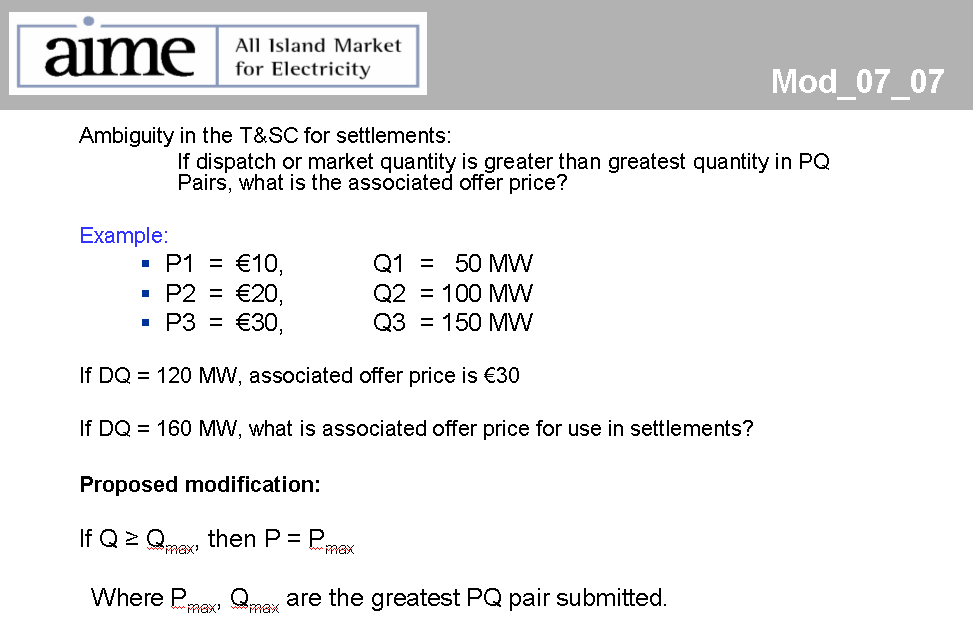 aime All Island Market
for Electricity
Mod_07_07
Ambiguity in the T&SC for settlements:
If dispatch or market quantity is greater than greatest quantity in PQ
Pairs, what is the associated offer price?
Example:
▪ P1 = €10, Q1 = 50 MW
▪ P2 = €20, Q2 = 100 MW
▪ P3 = €30, Q3 = 150 MW
If DQ = 120 MW, associated offer price is €30
If DQ = 160 MW, what is associated offer price for use in settlements?
Proposed modification:
If Q ≥ Qmax, then P = Pmax
Where Pmax, Qmax are the greatest PQ pair submitted.